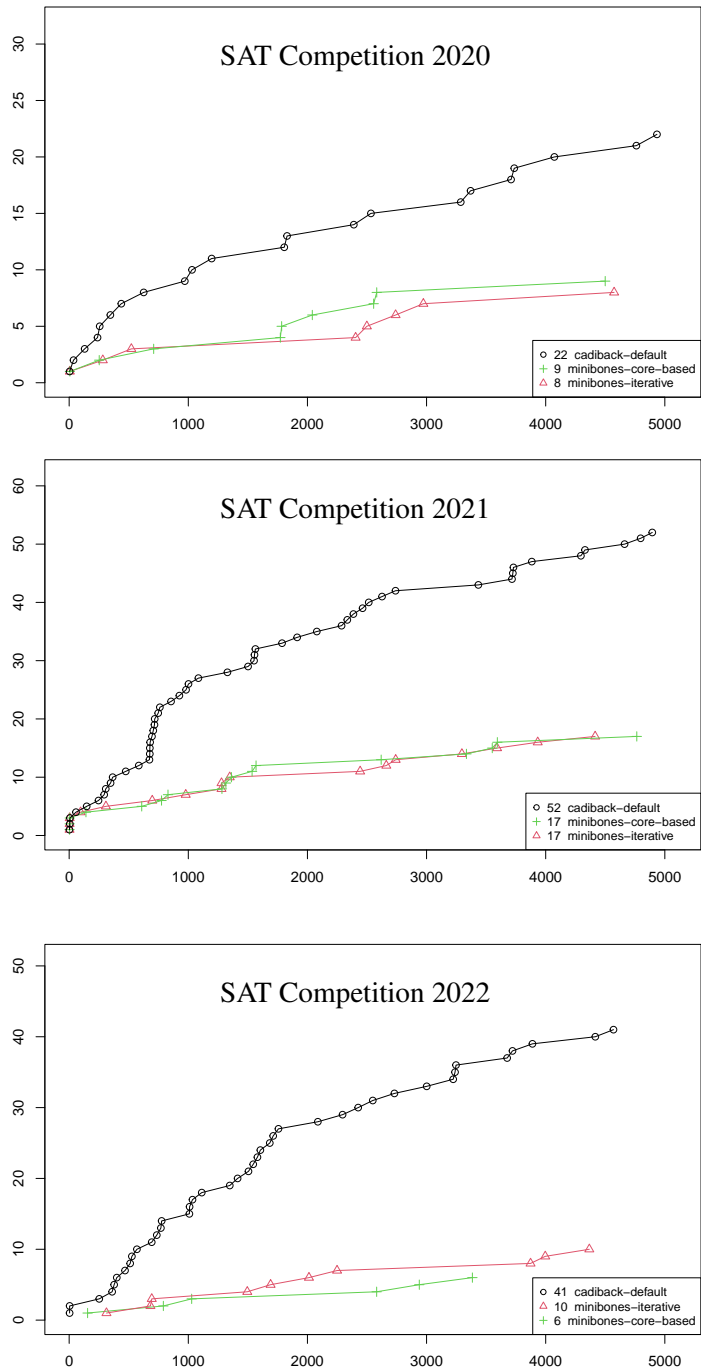 SAT Competition 2020
30
25
20
15
10
5
0
22 cadiback−default
9 minibones−core−based
8 minibones−iterative
0 1000 2000 3000 4000 5000
SAT Competition 2021
60
50
40
30
20
10
0
52 cadiback−default
17 minibones−core−based
17 minibones−iterative
0 1000 2000 3000 4000 5000
SAT Competition 2022
50
40
30
20
10
0
41 cadiback−default
10 minibones−iterative
6 minibones−core−based
0 1000 2000 3000 4000 5000